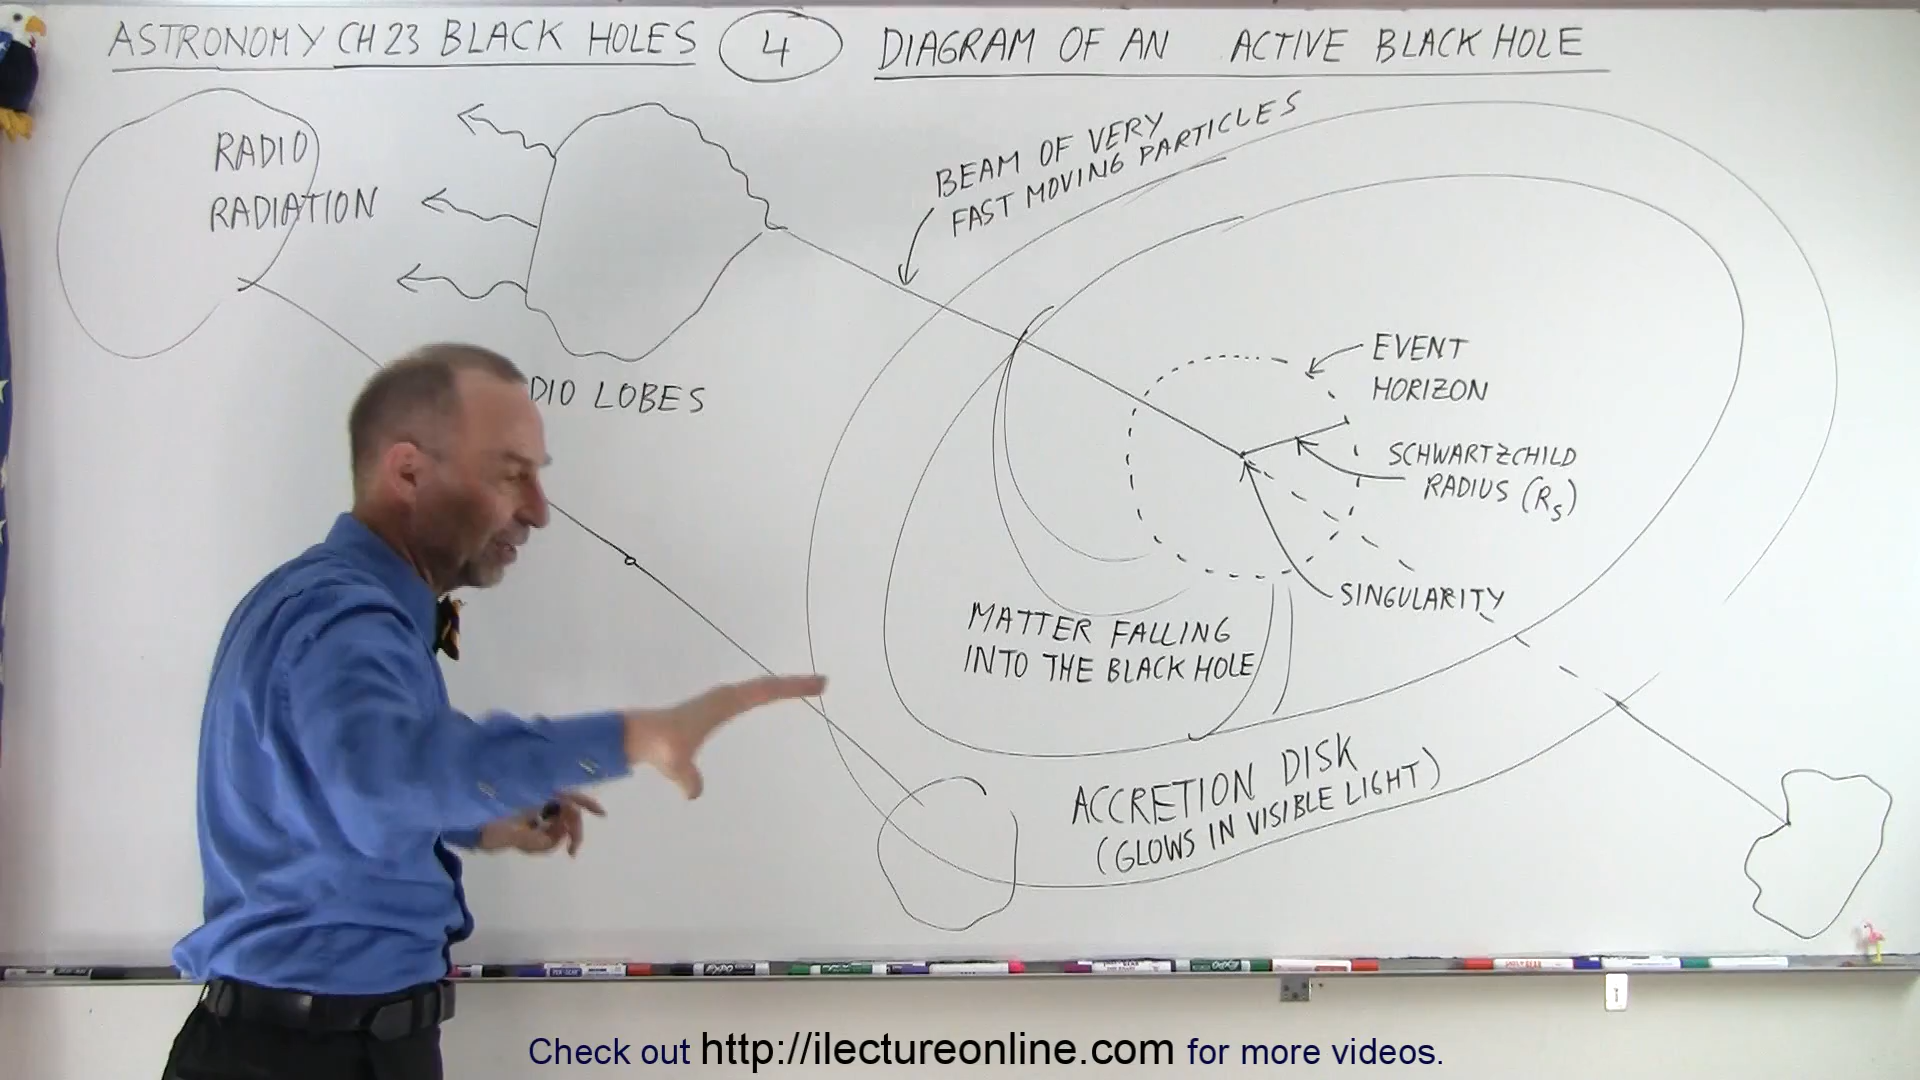 ASTRONOMY CH 23 BLACK HOLES 4 DIAGRAM OF AN ACTIVE BLACK HOLE
RADIO
RADIATION
BEAM OF VERY
FAST MOVING PARTICLES
EVENT
HORIZON
LOBES
SCHWARTZCHILD
RADIUS (RS)
SINGULARITY
MATTER FALLING
INTO THE BLACK HOLE
ACCRETION DISK
(GLOWS IN VISIBLE LIGHT)
Check out http://ilectureonline.com for more videos.